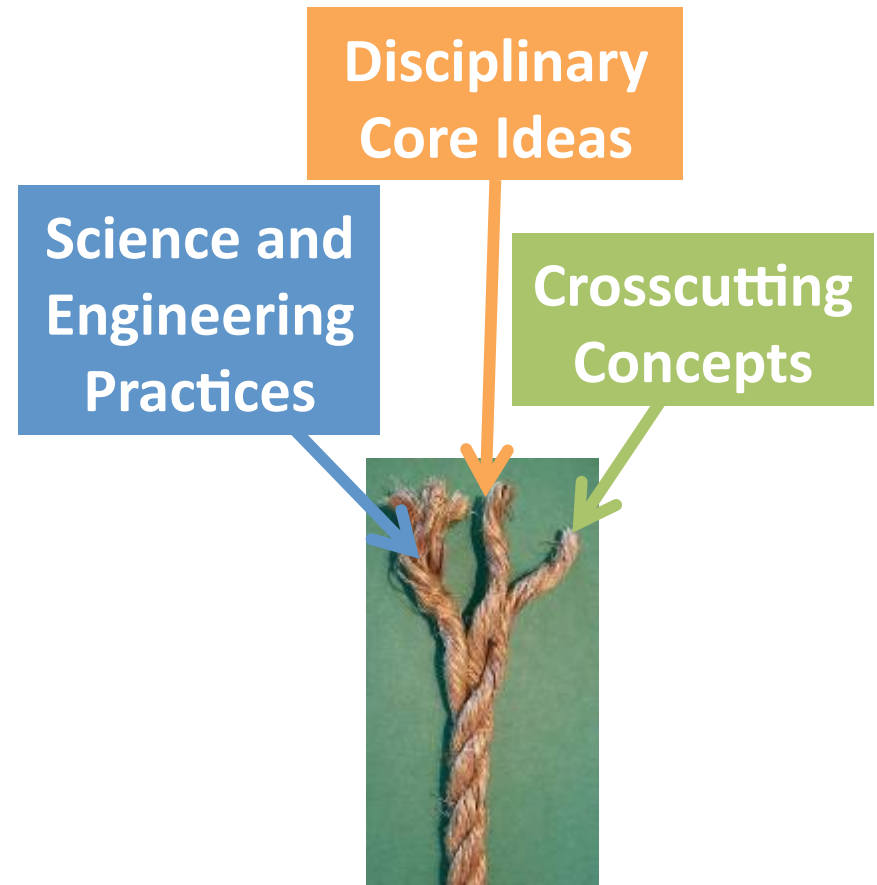 Disciplinary
Core Ideas
Science and
Engineering
Practices
Crosscutting
Concepts